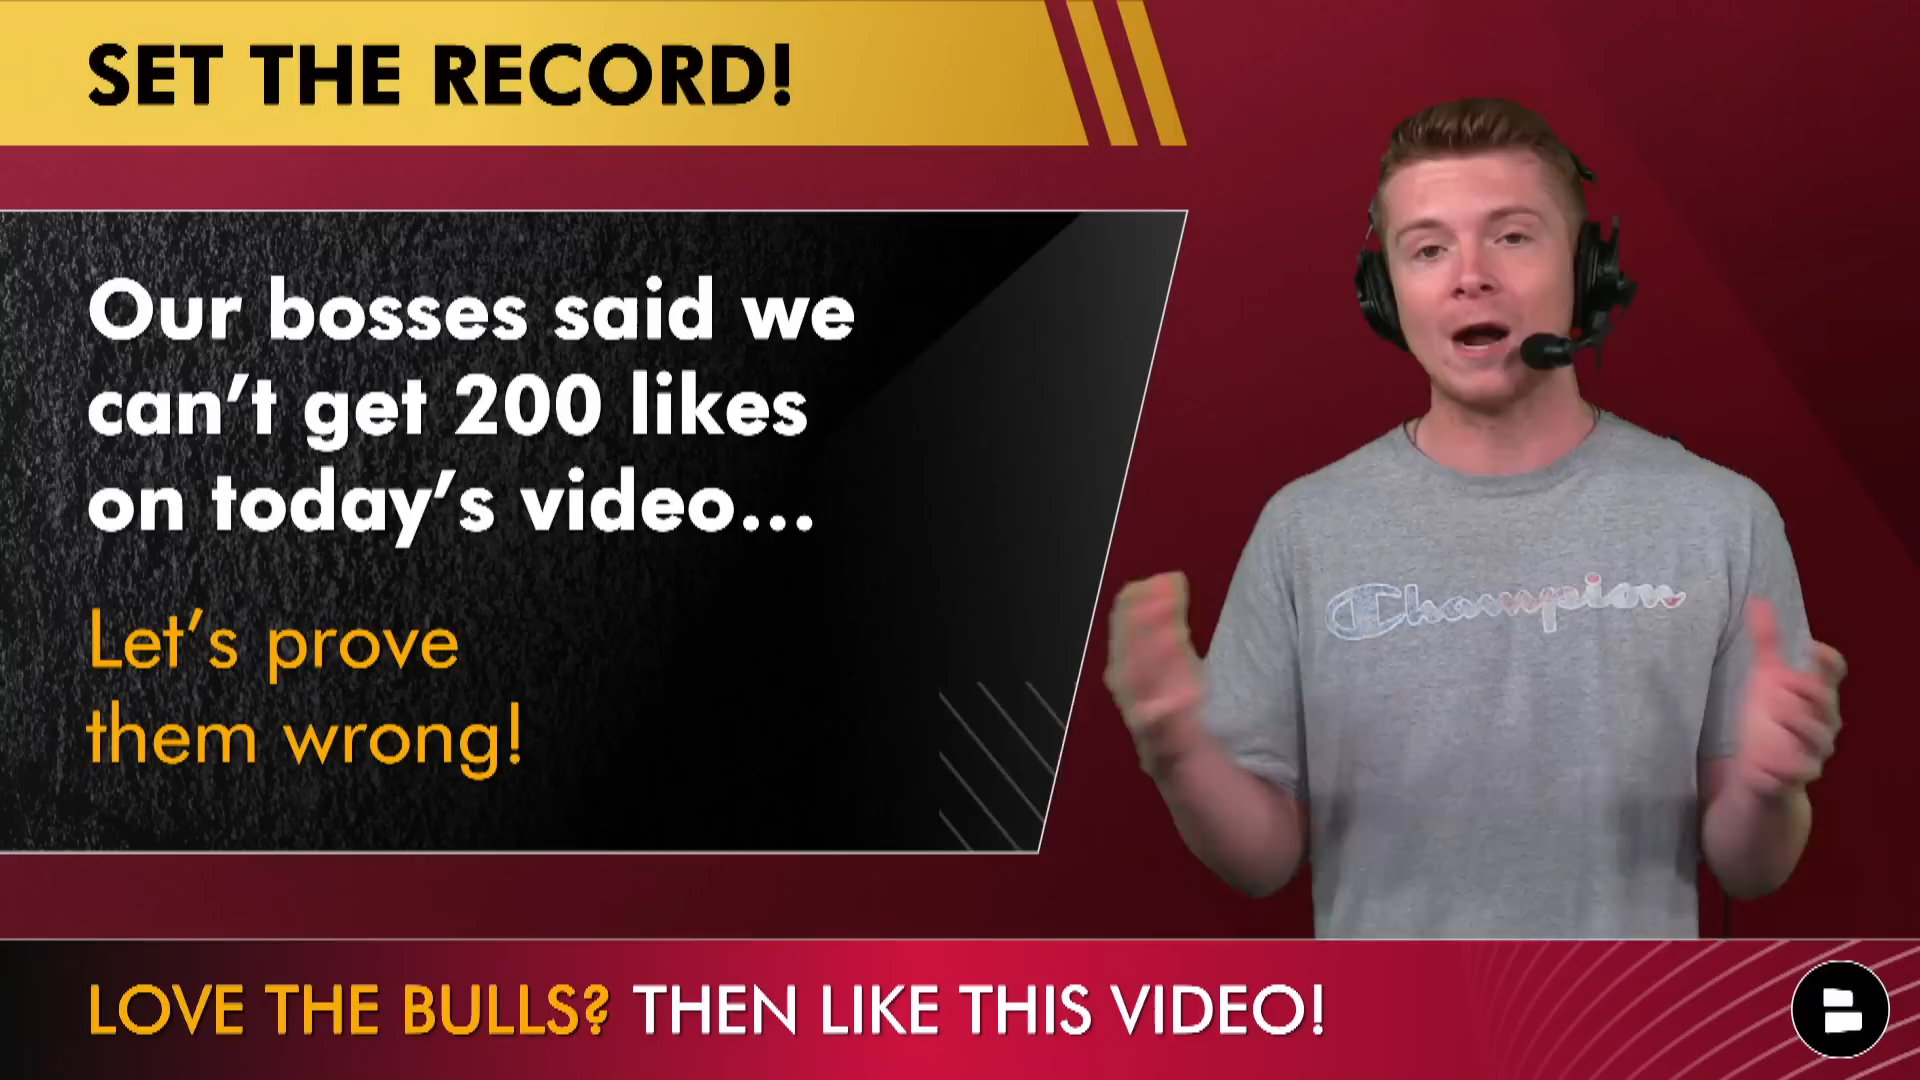 SET THE RECORD!
Our bosses said we
can’t get 200 likes
on today’s video...
Let’s prove
them wrong!
Champion
LOVE THE BULLS? THEN LIKE THIS VIDEO!